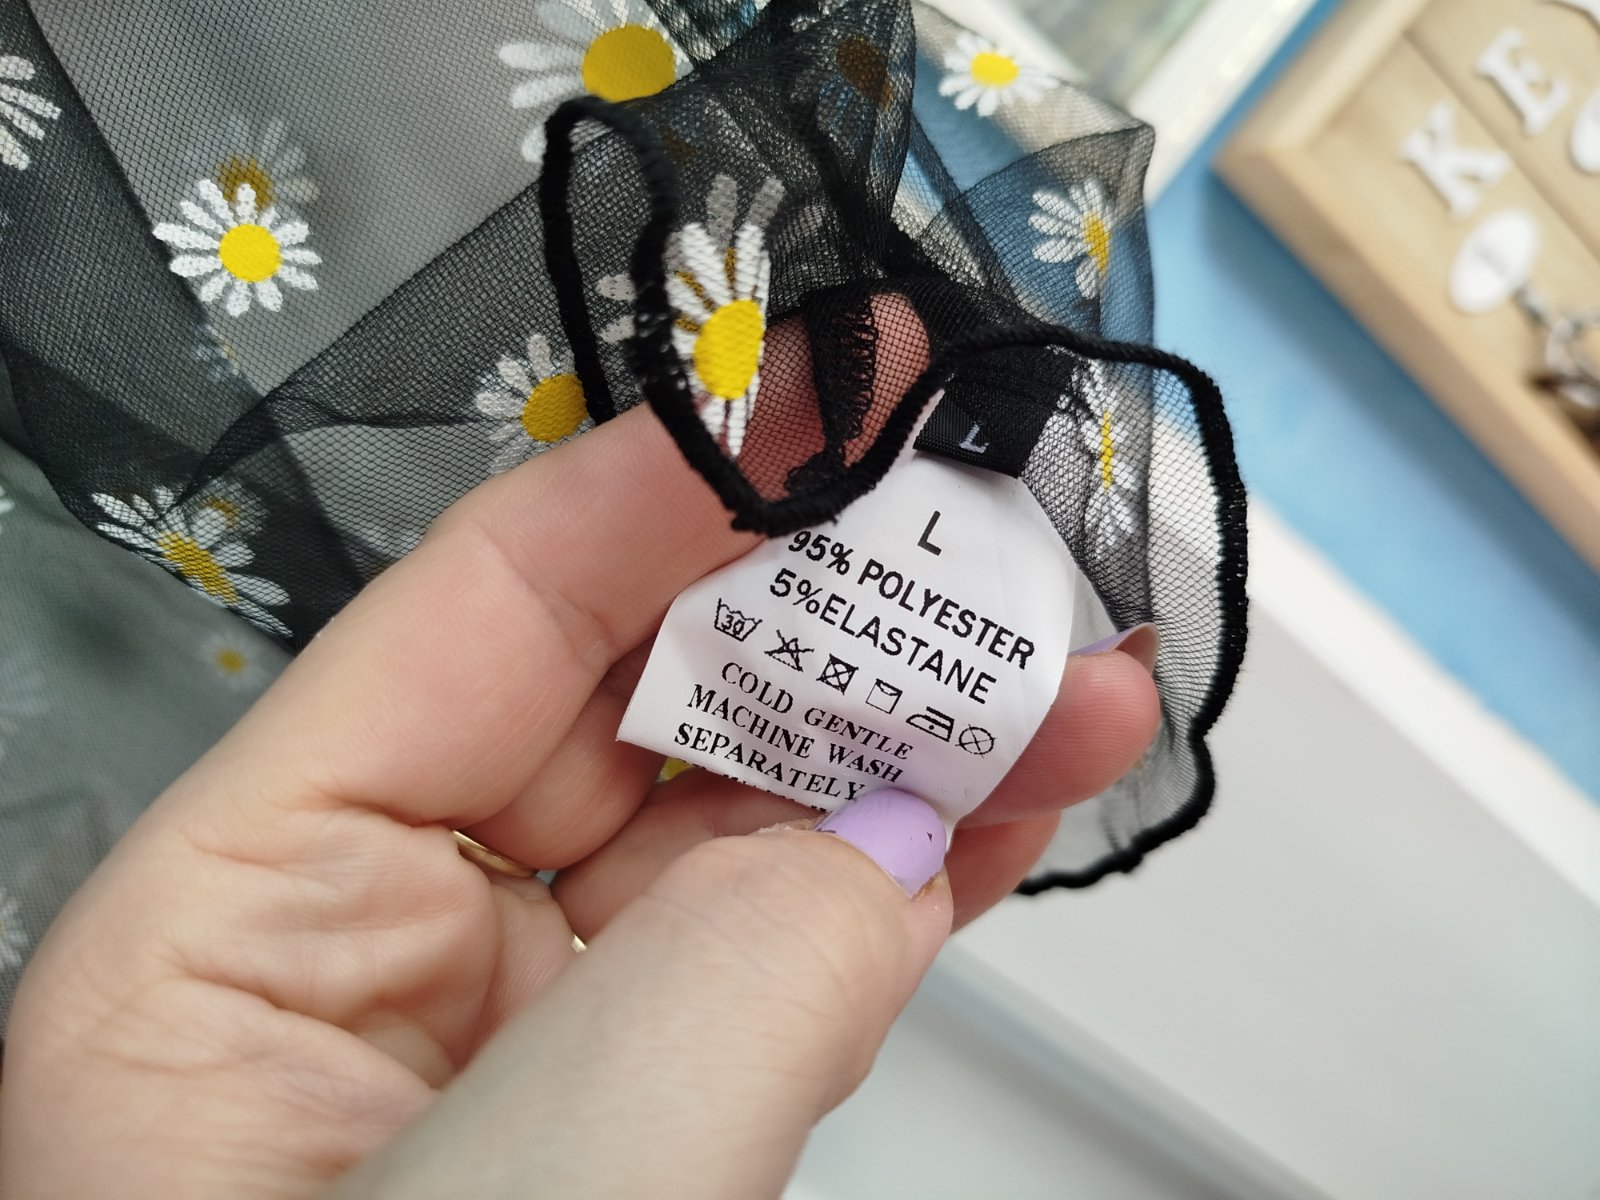 K E
L
L
95% POLYESTER
5%ELASTANE
30
COLD GENTLE
MACHINE WASH
SEPARATELY